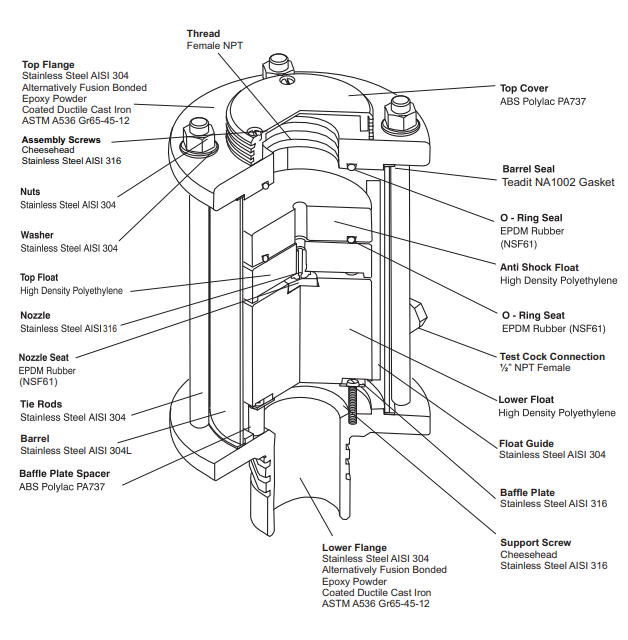 Thread
Female NPT
Top Flange
Stainless Steel AISI 304
Alternatively Fusion Bonded
Epoxy Powder
Coated Ductile Cast Iron
ASTM A536 Gr65-45-12
Assembly Screws
Cheesehead
Stainless Steel AISI 316
Nuts
Stainless Steel AISI 304
Washer
Stainless Steel AISI 304
Top Float
High Density Polyethylene
Nozzle
Stainless Steel AISI 316
Nozzle Seat
EPDM Rubber
(NSF61)
Tie Rods
Stainless Steel AISI 304
Barrel
Stainless Steel AISI 304L
Baffle Plate Spacer
ABS Polylac PA737
Top Cover
ABS Polylac PA737
Barrel Seal
Teadit NA1002 Gasket
O - Ring Seal
EPDM Rubber
(NSF61)
Anti Shock Float
High Density Polyethylene
O - Ring Seat
EPDM Rubber (NSF61)
Test Cock Connection
½" NPT Female
Lower Float
High Density Polyethylene
Float Guide
Stainless Steel AISI 304
Baffle Plate
Stainless Steel AISI 316
Support Screw
Cheesehead
Stainless Steel AISI 316
Lower Flange
Stainless Steel AISI 304
Alternatively Fusion Bonded
Epoxy Powder
Coated Ductile Cast Iron
ASTM A536 Gr65-45-12